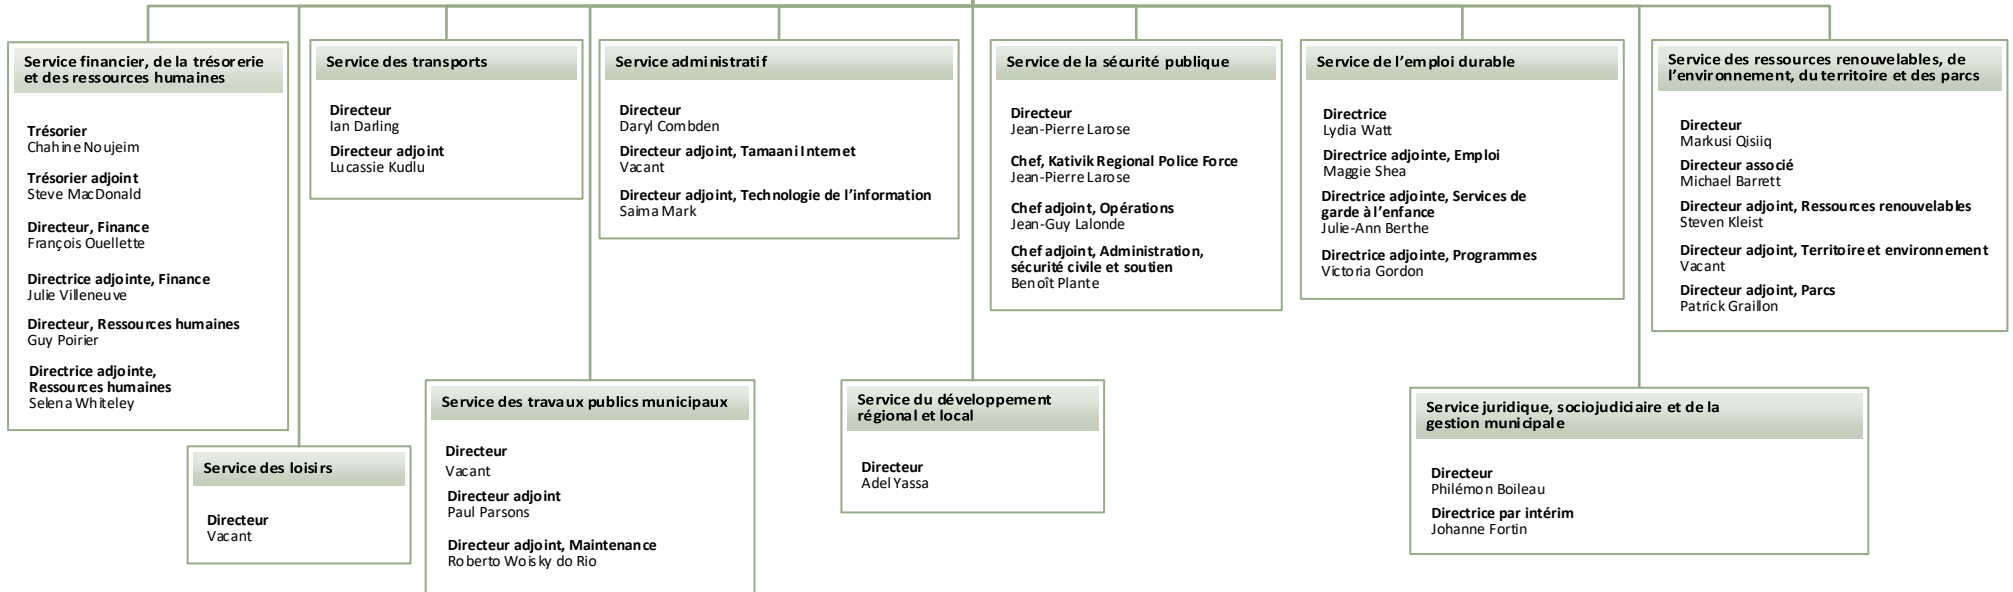 Service financier, de la trésorerie
et des ressources humaines
Trésorier
Chahine Noujeim
Trésorier adjoint
Steve MacDonald
Directeur, Finance
François Ouellette
Directrice adjointe, Finance
Julie Villeneuve
Directeur, Ressources humaines
Guy Poirier
Directrice adjointe,
Ressources humaines
Selena Whiteley
Service des transports
Directeur
Ian Darling
Directeur adjoint
Lucassie Kudlu
Service administratif
Directeur
Daryl Combden
Directeur adjoint, Tamaani Internet
Vacant
Directeur adjoint, Technologie de l’information
Saima Mark
Service de la sécurité publique
Directeur
Jean-Pierre Larose
Chef, Kativik Regional Police Force
Jean-Pierre Larose
Chef adjoint, Opérations
Jean-Guy Lalonde
Chef adjoint, Administration,
sécurité civile et soutien
Benoît Plante
Service de l’emploi durable
Directrice
Lydia Watt
Directrice adjointe, Emploi
Maggie Shea
Directrice adjointe, Services de
garde à l’enfance
Julie-Ann Berthe
Directrice adjointe, Programmes
Victoria Gordon
Service des ressources renouvelables, de
l’environnement, du territoire et des parcs
Directeur
Markusi Qisiiq
Directeur associé
Michael Barrett
Directeur adjoint, Ressources renouvelables
Steven Kleist
Directeur adjoint, Territoire et environnement
Vacant
Directeur adjoint, Parcs
Patrick Graillon
Service des loisirs
Directeur
Vacant
Service des travaux publics municipaux
Directeur
Vacant
Directeur adjoint
Paul Parsons
Directeur adjoint, Maintenance
Roberto Woisky do Rio
Service du développement
régional et local
Directeur
Adel Yassa
Service juridique, sociojudiciaire et de la
gestion municipale
Directeur
Philémon Boileau
Directrice par intérim
Johanne Fortin